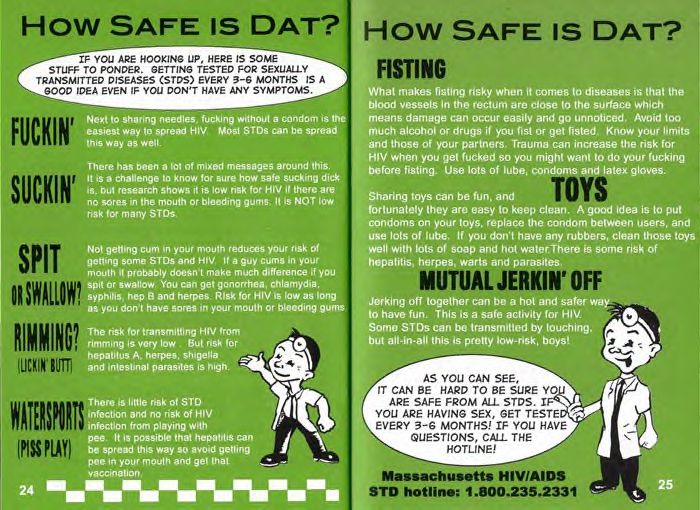 HOW SAFE IS DAT?
IF YOU ARE HOOKING UP, HERE IS SOME
STUFF TO PONDER. GETTING TESTED FOR SEXUALLY
TRANSMITTED DISEASES (STDS) EVERY 3-6 MONTHS IS A
GOOD IDEA EVEN IF YOU DON'T HAVE ANY SYMPTOMS.
FUCKIN'
Next to sharing needles, fucking without a condom is the
easiest way to spread HIV. Most STDs can be spread
this way as well.
SUCKIN'
There has been a lot of mixed messages around this.
It is a challenge to know for sure how safe sucking dick
is, but research shows it is low risk for HIV if there are
no sores in the mouth or bleeding gums. It is NOT low
risk for many STDs.
SPIT
OR SWALLOW?
Not getting cum in your mouth reduces your risk of
getting some STDs and HIV. If a guy cums in your
mouth it probably doesn't make much difference if you
spit or swallow. You can get gonorrhea, chlamydia,
syphilis, hep B and herpes. Risk for HIV is low as long
as you don't have sores in your mouth or bleeding gums
RIMMING?
(LICKIN' BUTT)
The risk for transmitting HIV from
rimming is very low . But risk for
hepatitus A, herpes, shigella
and intestinal parasites is high.
WATERSPORTS
(PISS PLAY)
There is little risk of STD
infection and no risk of HIV
infection from playing with
pee. It is possible that hepatitis can
be spread this way so avoid getting
pee in your mouth and get that
vaccination.
24
HOW SAFE IS DAT?
FISTING
What makes fisting risky when it comes to diseases is that the
blood vessels in the rectum are close to the surface which
means damage can occur easily and go unnoticed. Avoid too
much alcohol or drugs if you fist or get fisted. Know your limits
and those of your partners. Trauma can increase the risk for
HIV when you get fucked so you might want to do your fucking
before fisting. Use lots of lube, condoms and latex gloves.
TOYS
Sharing toys can be fun, and
fortunately they are easy to keep clean. A good idea is to put
condoms on your toys, replace the condom between users, and
use lots of lube. If you don't have any rubbers, clean those toys
well with lots of soap and hot water.There is some risk of
hepatitis, herpes, warts and parasites.
MUTUAL JERKIN' OFF
Jerking off together can be a hot and safer way
to have fun. This is a safe activity for HIV.
Some STDs can be transmitted by touching,
but all-in-all this is pretty low-risk, boys!
AS YOU CAN SEE,
IT CAN BE HARD TO BE SURE YOU
ARE SAFE FROM ALL STDS. IF
YOU ARE HAVING SEX, GET TESTED
EVERY 3-6 MONTHS! IF YOU HAVE
QUESTIONS, CALL THE
HOTLINE!
Massachusetts HIV/AIDS
STD hotline: 1.800.235.2331
25